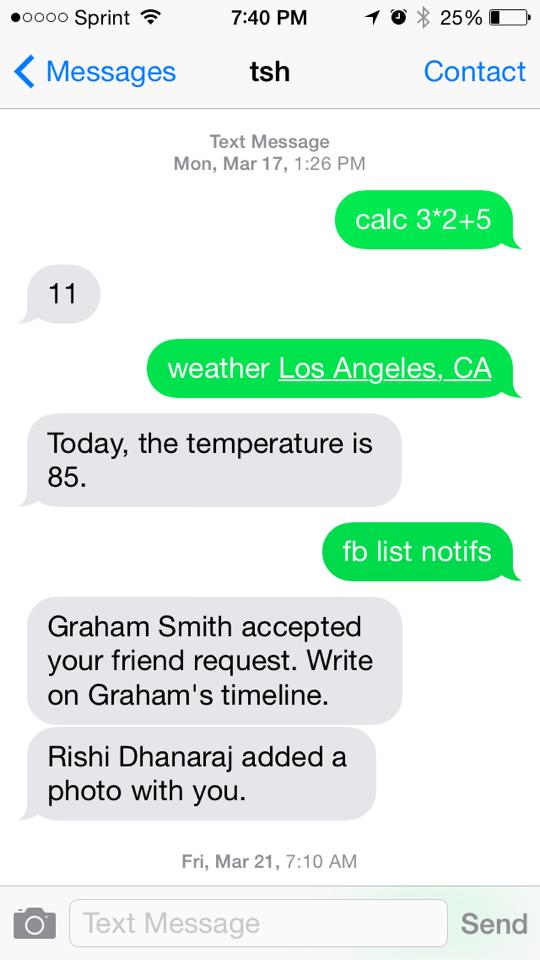 Sprint 7:40 PM 25%
Messages tsh Contact
Text Message
Mon, Mar 17, 1:26 PM
calc 3*2+5
11
weather Los Angeles, CA
Today, the temperature is
85.
fb list notifs
Graham Smith accepted
your friend request. Write
on Graham's timeline.
Rishi Dhanaraj added a
photo with you.
Fri, Mar 21, 7:10 AM
Text Message Send